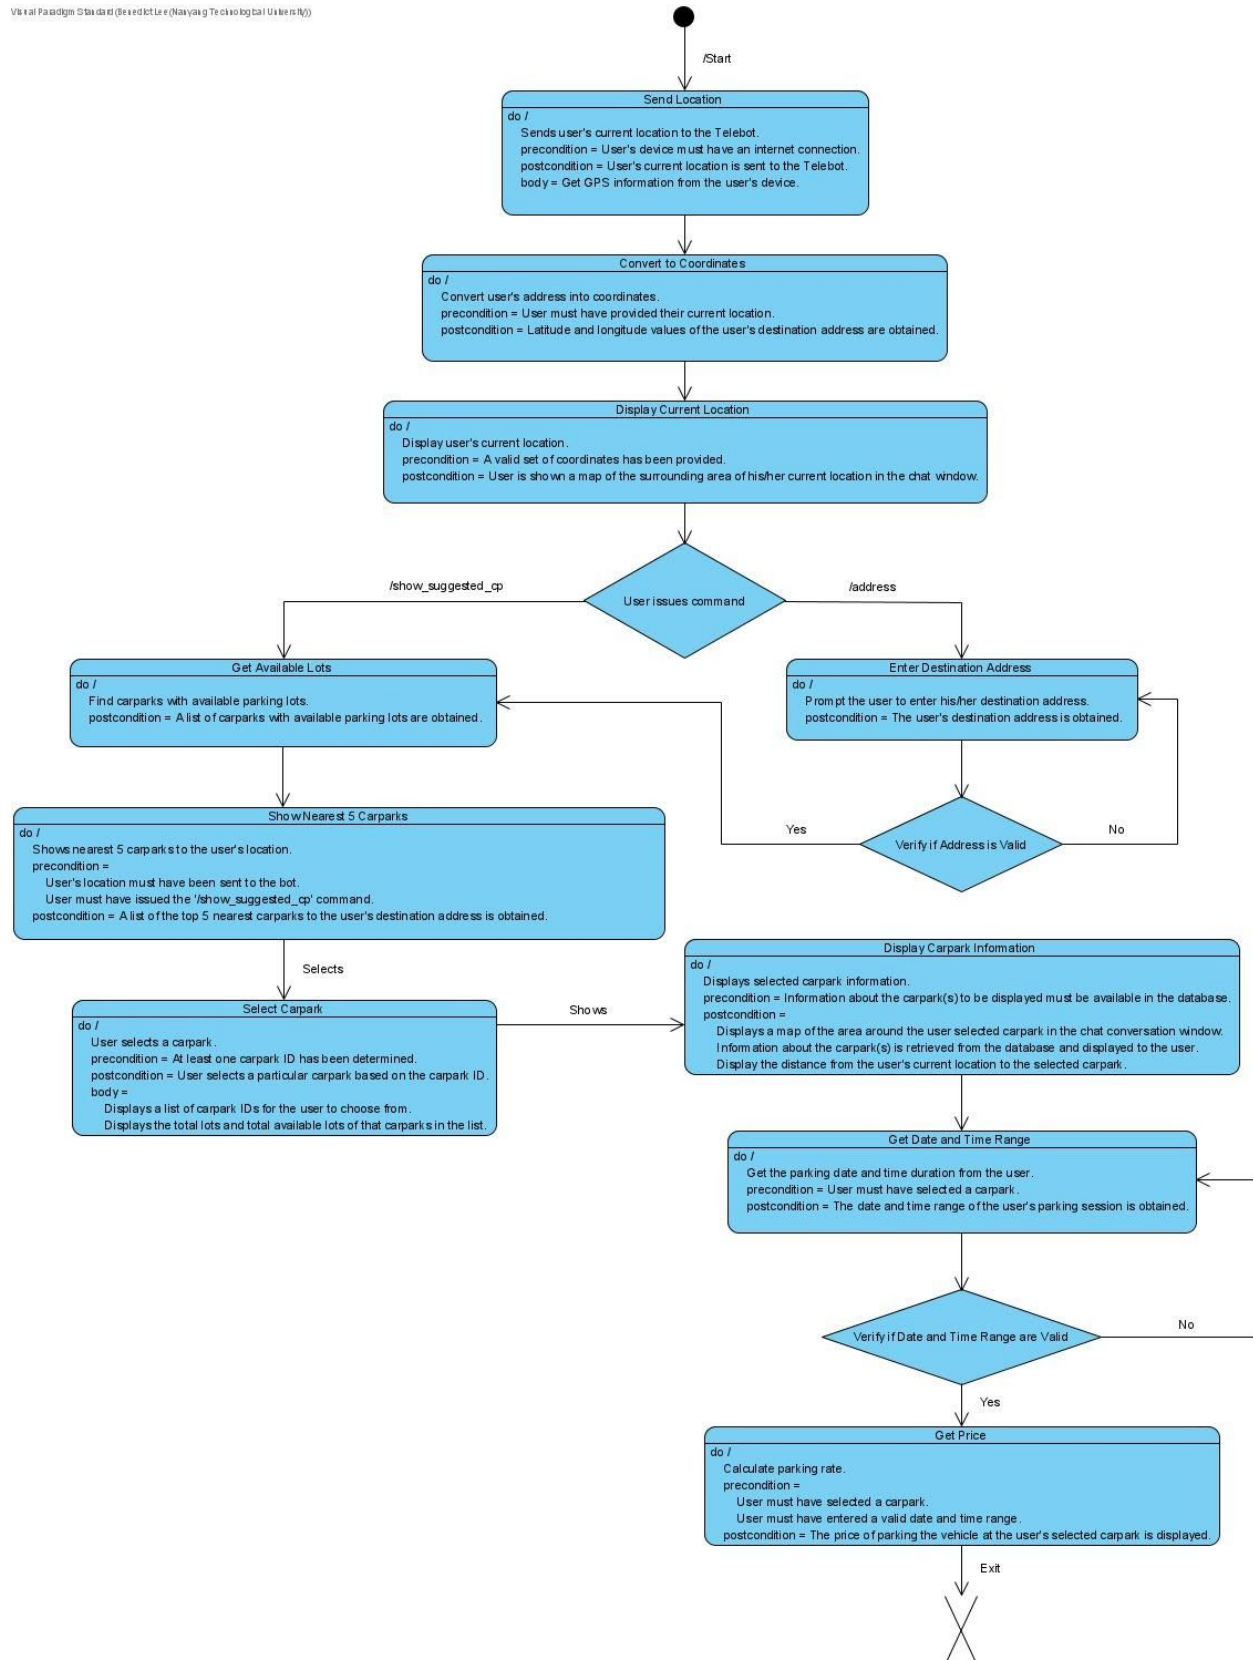 Visual Paradigm Standard(Benedict Lee(Nanyang Technological University))
/Start
Send Location
do /
Sends user's current location to the Telebot.
precondition = User's device must have an internet connection.
postcondition = User's current location is sent to the Telebot.
body = Get GPS information from the user's device.
Convert to Coordinates
do /
Convert user's address into coordinates.
precondition = User must have provided their current location.
postcondition = Latitude and longitude values of the user's destination address are obtained.
Display Current Location
do /
Display user's current location.
precondition = A valid set of coordinates has been provided.
postcondition = User is shown a map of the surrounding area of his/her current location in the chat window.
User issues command
/show_suggested_cp
/address
Get Available Lots
do /
Find carparks with available parking lots.
postcondition = A list of carparks with available parking lots are obtained.
Enter Destination Address
do /
Prompt the user to enter his/her destination address.
postcondition = The user's destination address is obtained.
Verify if Address is Valid
Yes
No
Show Nearest 5 Carparks
do /
Shows nearest 5 carparks to the user's location.
precondition =
User's location must have been sent to the bot.
User must have issued the '/show_suggested_cp' command.
postcondition = A list of the top 5 nearest carparks to the user's destination address is obtained.
Selects
Select Carpark
do /
User selects a carpark.
precondition = At least one carpark ID has been determined.
postcondition = User selects a particular carpark based on the carpark ID.
body =
Displays a list of carpark IDs for the user to choose from.
Displays the total lots and total available lots of that carparks in the list.
Shows
Display Carpark Information
do /
Displays selected carpark information.
precondition = Information about the carpark(s) to be displayed must be available in the database.
postcondition =
Displays a map of the area around the user selected carpark in the chat conversation window.
Information about the carpark(s) is retrieved from the database and displayed to the user.
Display the distance from the user's current location to the selected carpark.
Get Date and Time Range
do /
Get the parking date and time duration from the user.
precondition = User must have selected a carpark.
postcondition = The date and time range of the user's parking session is obtained.
Verify if Date and Time Range are Valid
No
Yes
Get Price
do /
Calculate parking rate.
precondition =
User must have selected a carpark.
User must have entered a valid date and time range.
postcondition = The price of parking the vehicle at the user's selected carpark is displayed.
Exit